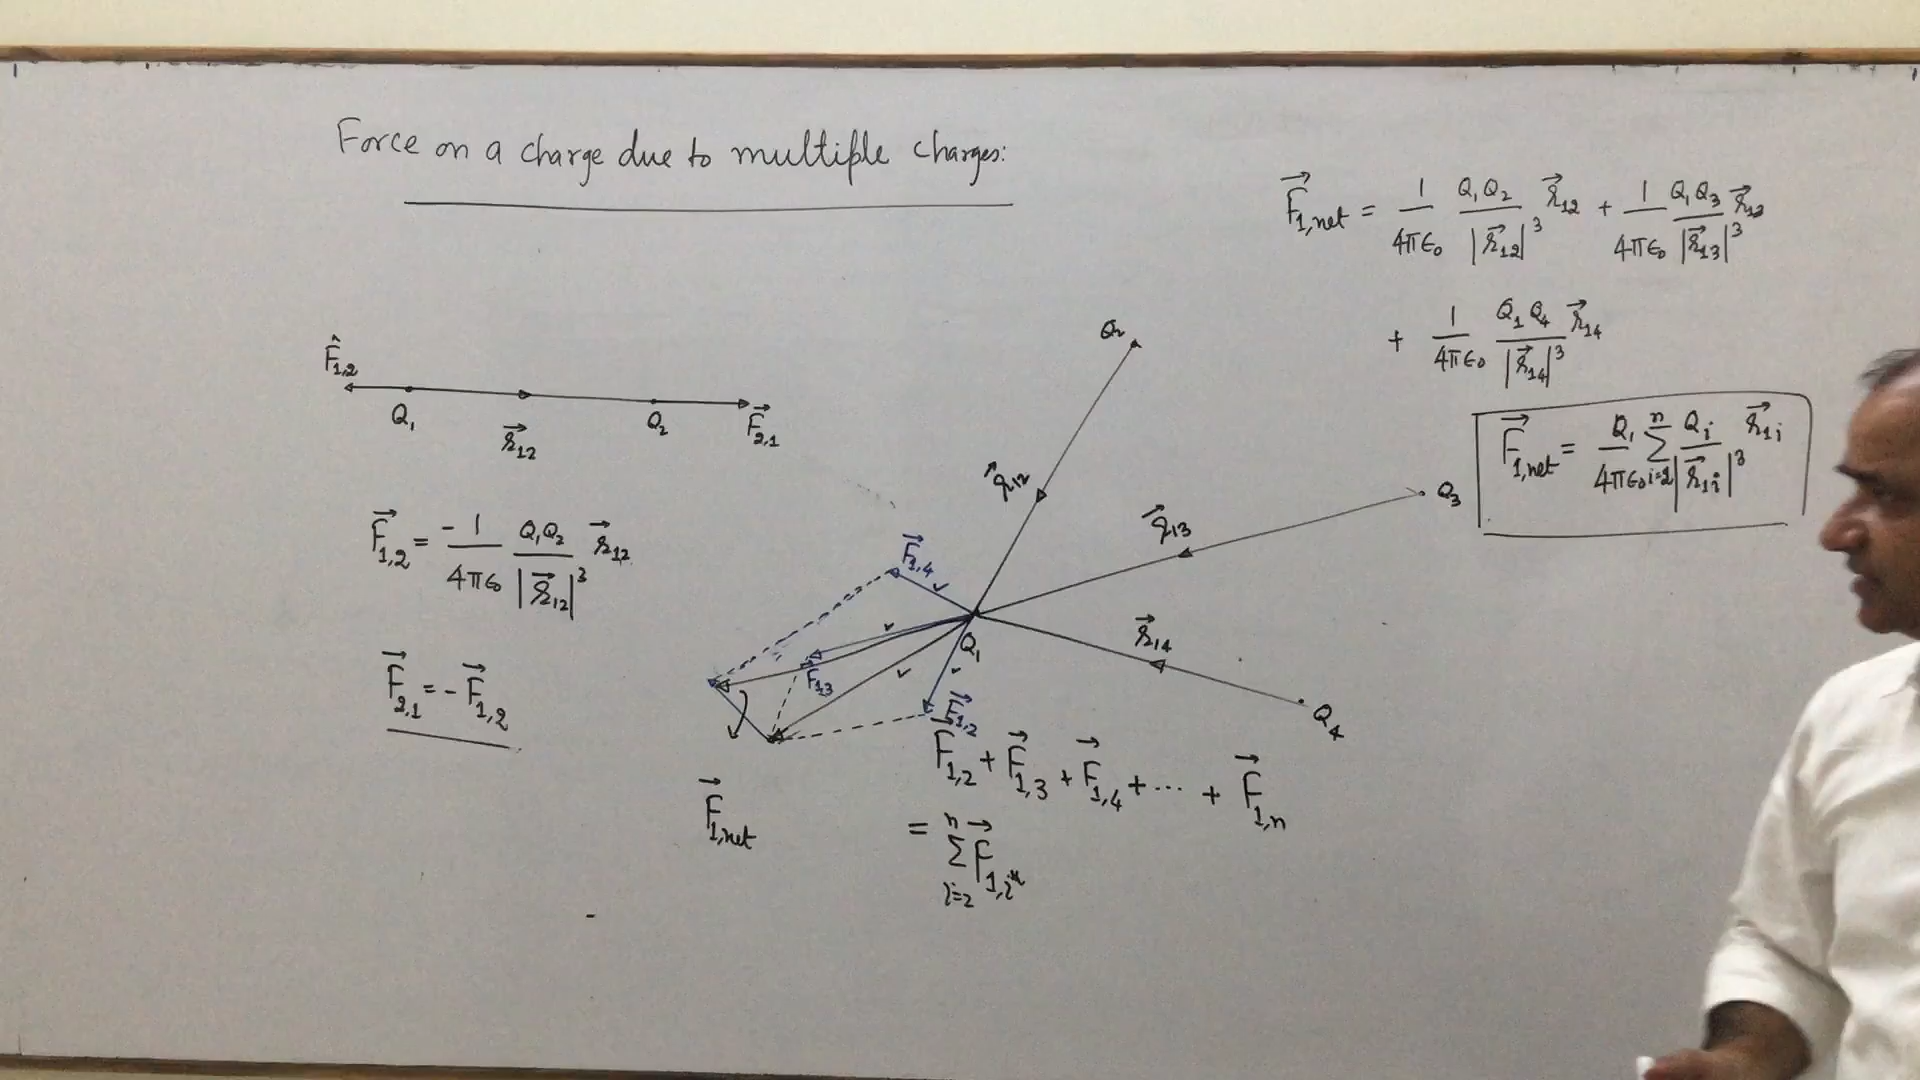 Force on a charge due to multiple charges:
F⃗1,net = 1/4πϵ0 Q1Q2/|r⃗12|³ r⃗12 + 1/4πϵ0 Q1Q3/|r⃗13|³ r⃗13
+ 1/4πϵ0 Q1Q4/|r⃗14|³ r⃗14
F⃗1,net = Q1/4πϵ0 n∑i=2 Qi/|r⃗1i|³ r⃗1i
F̂1,2
Q1
r⃗12
Q2
F⃗2,1
F⃗1,2 = -1/4πϵ0 Q1Q2/|r⃗12|³ r⃗12
F⃗2,1 = -F⃗1,2
Q2
r⃗12
Q3
r⃗13
F⃗1,4
r⃗14
Q1
F1,3
F⃗1,2
Q4
F⃗1,2 + F⃗1,3 + F⃗1,4 + ... + F⃗1,n
F⃗1,net
= n∑i=2 F⃗1,i